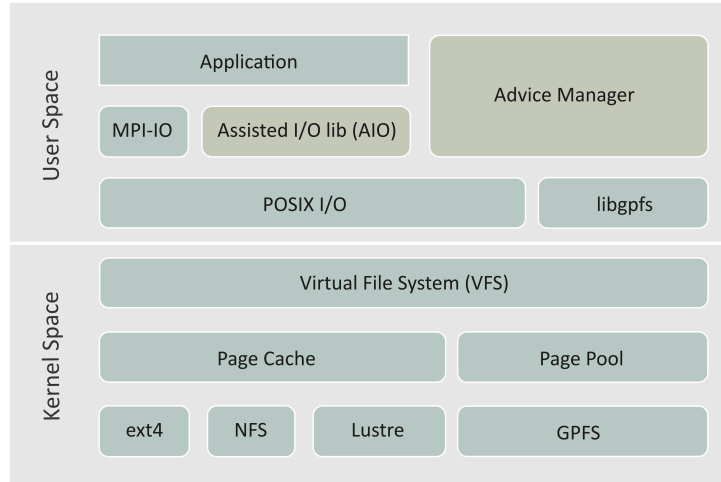 User Space
Application
Advice Manager
MPI-IO
Assisted I/O lib (AIO)
POSIX I/O
libgpfs
Kernel Space
Virtual File System (VFS)
Page Cache
Page Pool
ext4
NFS
Lustre
GPFS